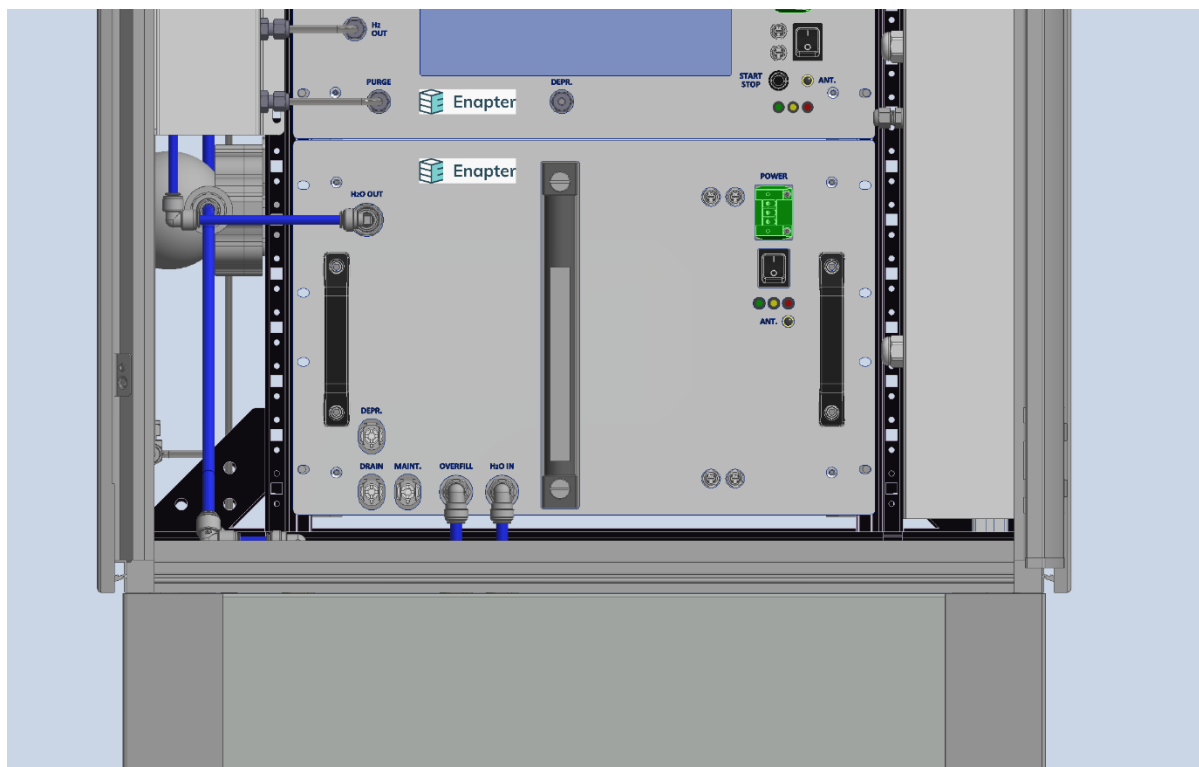 H2
OUT
PURGE
Enapter
DEPR.
START
STOP
ANT.
Enapter
H2O OUT
POWER
ANT.
DEPR.
DRAIN
MAINT.
OVERFILL
H2O IN